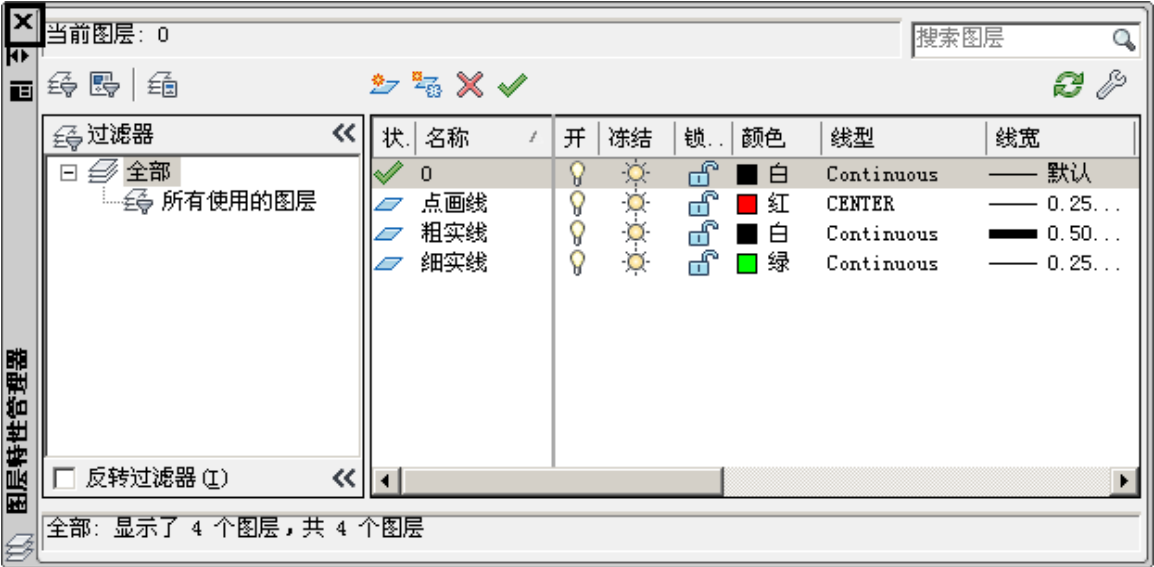 当前图层: 0
搜索图层
过滤器
全部
所有使用的图层
反转过滤器(I)
状. 名称 开 冻结 锁.. 颜色 线型 线宽
0 白 Continuous 默认
点画线 红 CENTER 0.25...
粗实线 白 Continuous 0.50...
细实线 绿 Continuous 0.25...
图层特性管理器
全部: 显示了 4 个图层，共 4 个图层